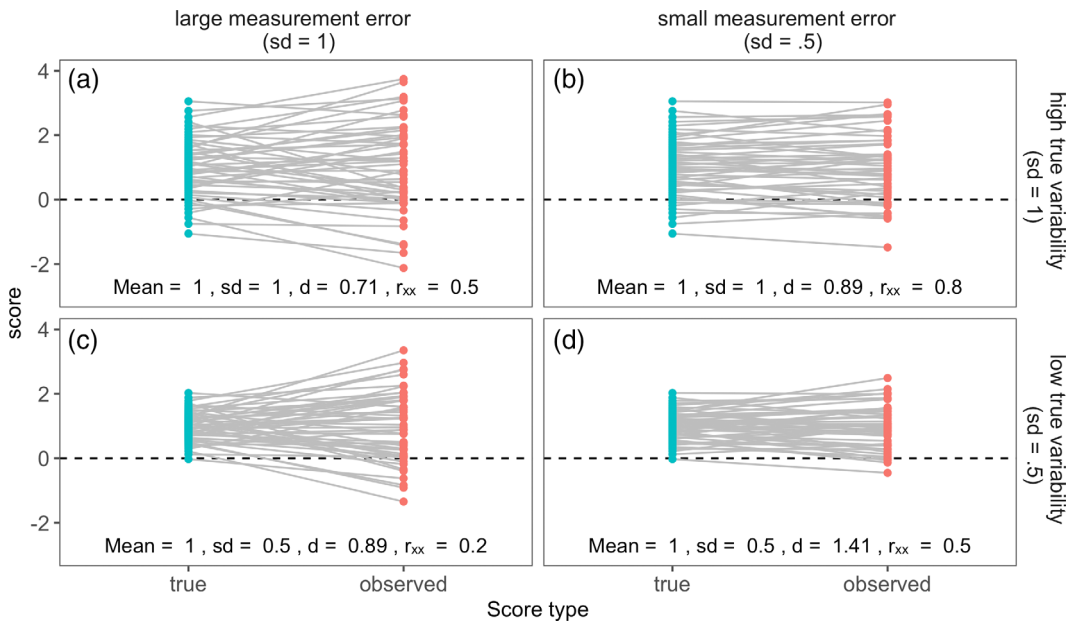 large measurement error
(sd = 1)
small measurement error
(sd = .5)
(a)
(b)
4
2
0
-2
Mean = 1 , sd = 1 , d = 0.71 , rₓₓ = 0.5
Mean = 1 , sd = 1 , d = 0.89 , rₓₓ = 0.8
high true variability
(sd = 1)
score
(c)
(d)
4
2
0
-2
Mean = 1 , sd = 0.5 , d = 0.89 , rₓₓ = 0.2
Mean = 1 , sd = 0.5 , d = 1.41 , rₓₓ = 0.5
low true variability
(sd = .5)
true
observed
true
observed
Score type